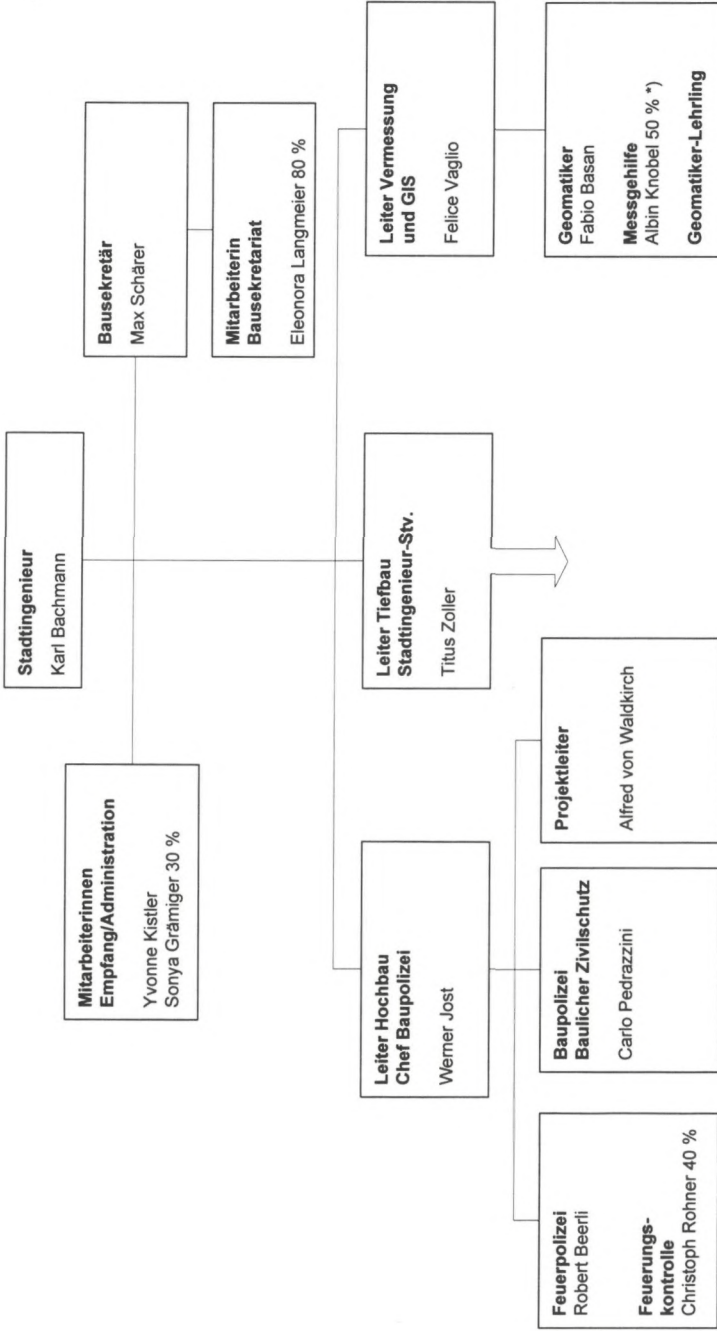 Stadtingenieur
Karl Bachmann
Mitarbeiterinnen
Empfang/Administration
Yvonne Kistler
Sonya Grämiger 30 %
Bausekretär
Max Schärer
Mitarbeiterin
Bausekretariat
Eleonora Langmeier 80 %
Leiter Hochbau
Chef Baupolizei
Werner Jost
Leiter Tiefbau
Stadtingenieur-Stv.
Titus Zoller
Leiter Vermessung
und GIS
Felice Vaglio
Feuerpolizei
Robert Beerli
Feuerungs-
kontrolle
Christoph Rohner 40 %
Baupolizei
Baulicher Zivilschutz
Carlo Pedrazzini
Projektleiter
Alfred von Waldkirch
Geomatiker
Fabio Basan
Messgehilfe
Albin Knobel 50 % *)
Geomatiker-Lehrling